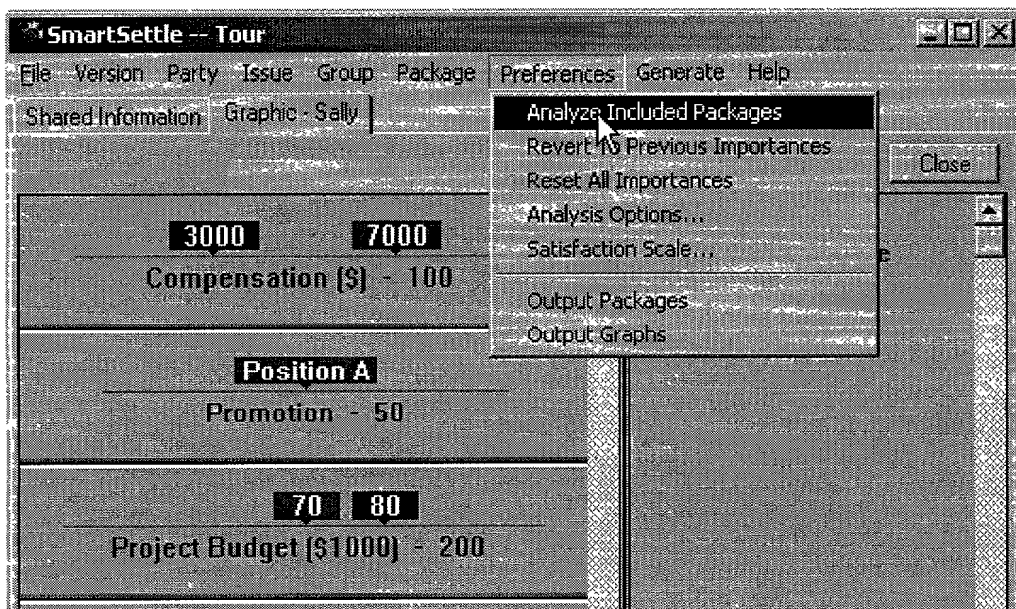 SmartSettle -- Tour
File Version Party Issue Group Package Preferences Generate Help
Shared Information Graphic - Sally
Analyze Included Packages
Revert To Previous Importances
Reset All Importances
Analysis Options...
Satisfaction Scale...
Output Packages
Output Graphs
Close
3000 7000
Compensation ($) - 100
Position A
Promotion - 50
70 80
Project Budget ($1000) - 200